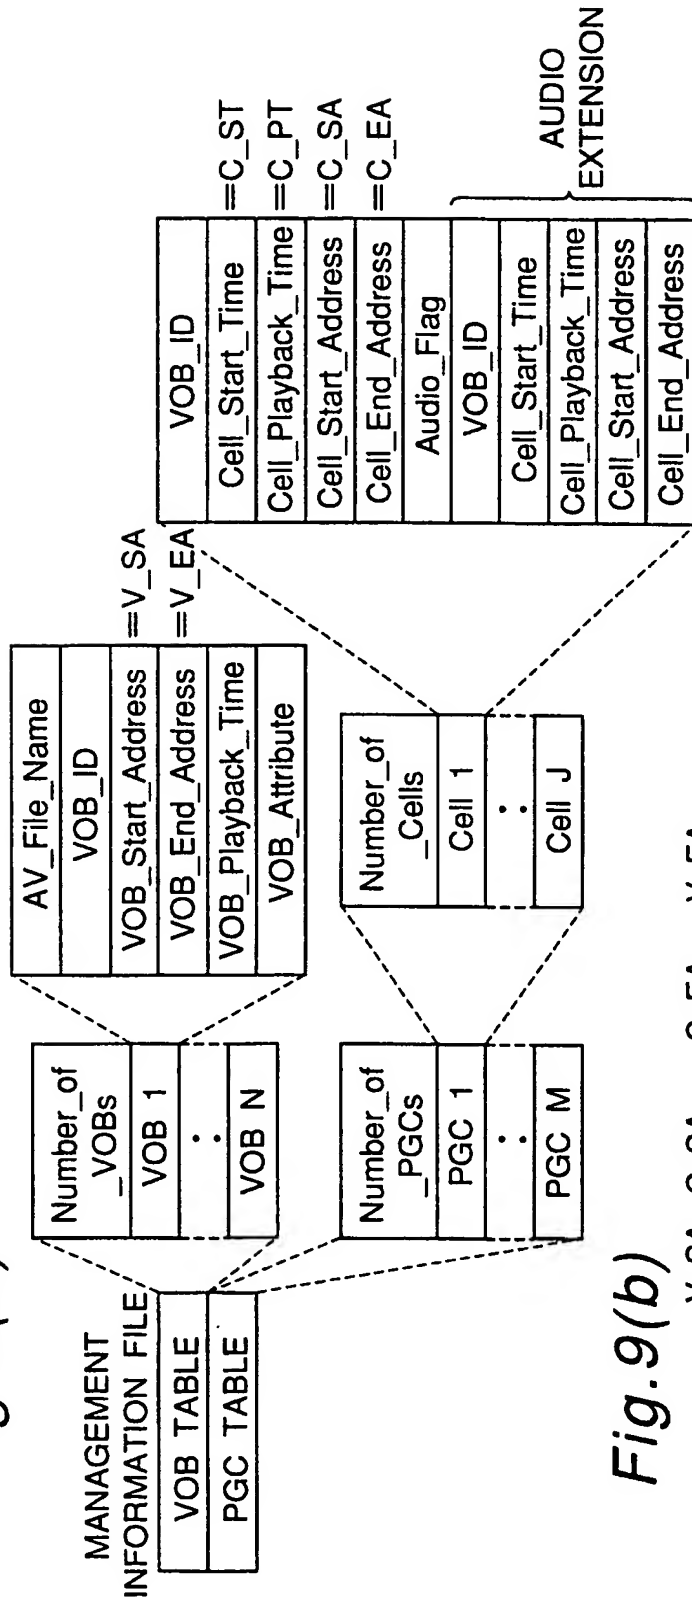 MANAGEMENT
INFORMATION FILE
VOB TABLE
PGC TABLE
Number_of
_VOBs
VOB 1
:
VOB N
AV_File_Name
VOB_ID
VOB_Start_Address
=V_SA
VOB_End_Address
=V_EA
VOB_Playback_Time
VOB_Attribute
Number_of
_PGCs
PGC 1
:
PGC M
Number_of
_Cells
Cell 1
:
Cell J
VOB_ID
Cell_Start_Time
=C_ST
Cell_Playback_Time
=C_PT
Cell_Start_Address
=C_SA
Cell_End_Address
=C_EA
Audio_Flag
VOB_ID
Cell_Start_Time
Cell_Playback_Time
Cell_Start_Address
Cell_End_Address
AUDIO
EXTENSION
Fig.9(b)